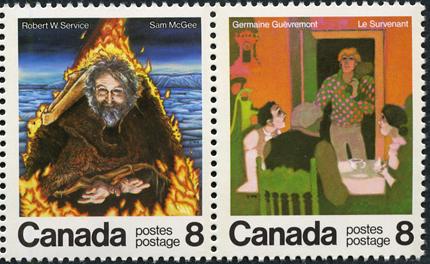 Robert W. Service Sam McGee
Canada postes postage 8
Germaine Guèvremont Le Survenant
Canada postes postage 8